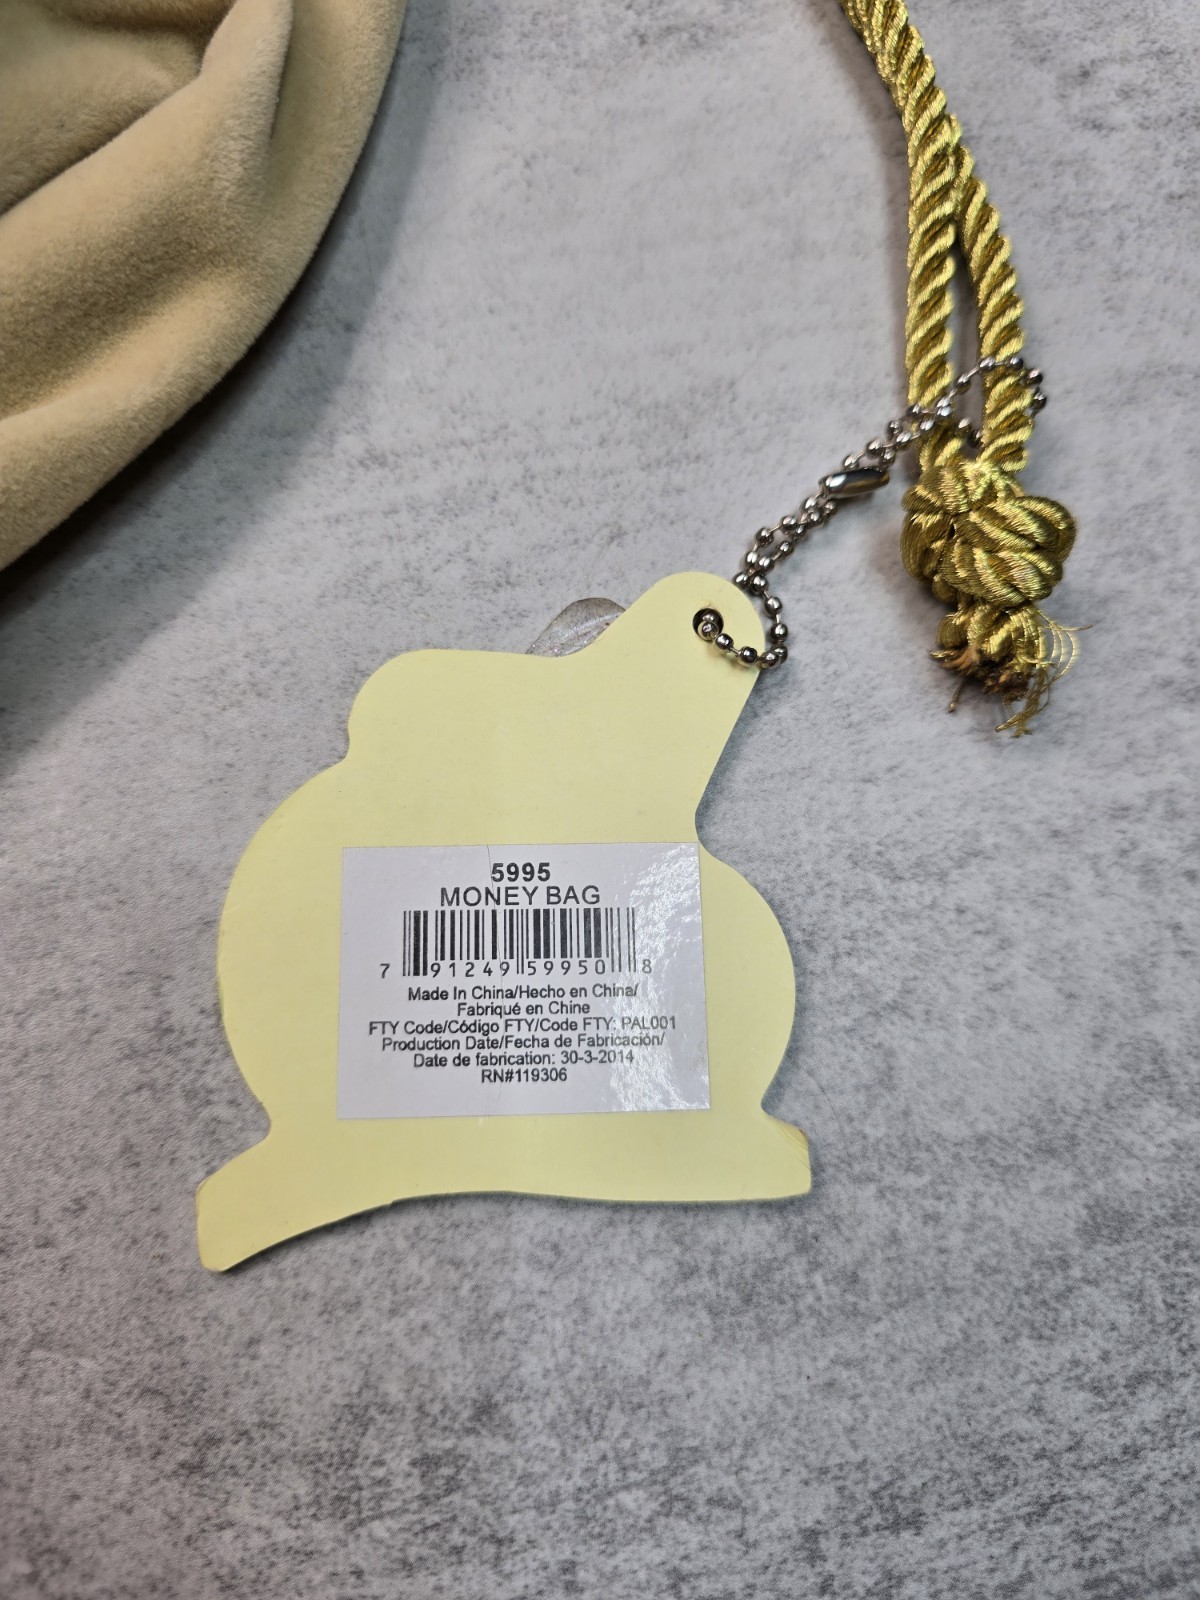 5995
MONEY BAG
7 91249 59950 8
Made In China/Hecho en China/
Fabriqué en Chine
FTY Code/Código FTY/Code FTY: PAL001
Production Date/Fecha de Fabricación/
Date de fabrication: 30-3-2014
RN#119306